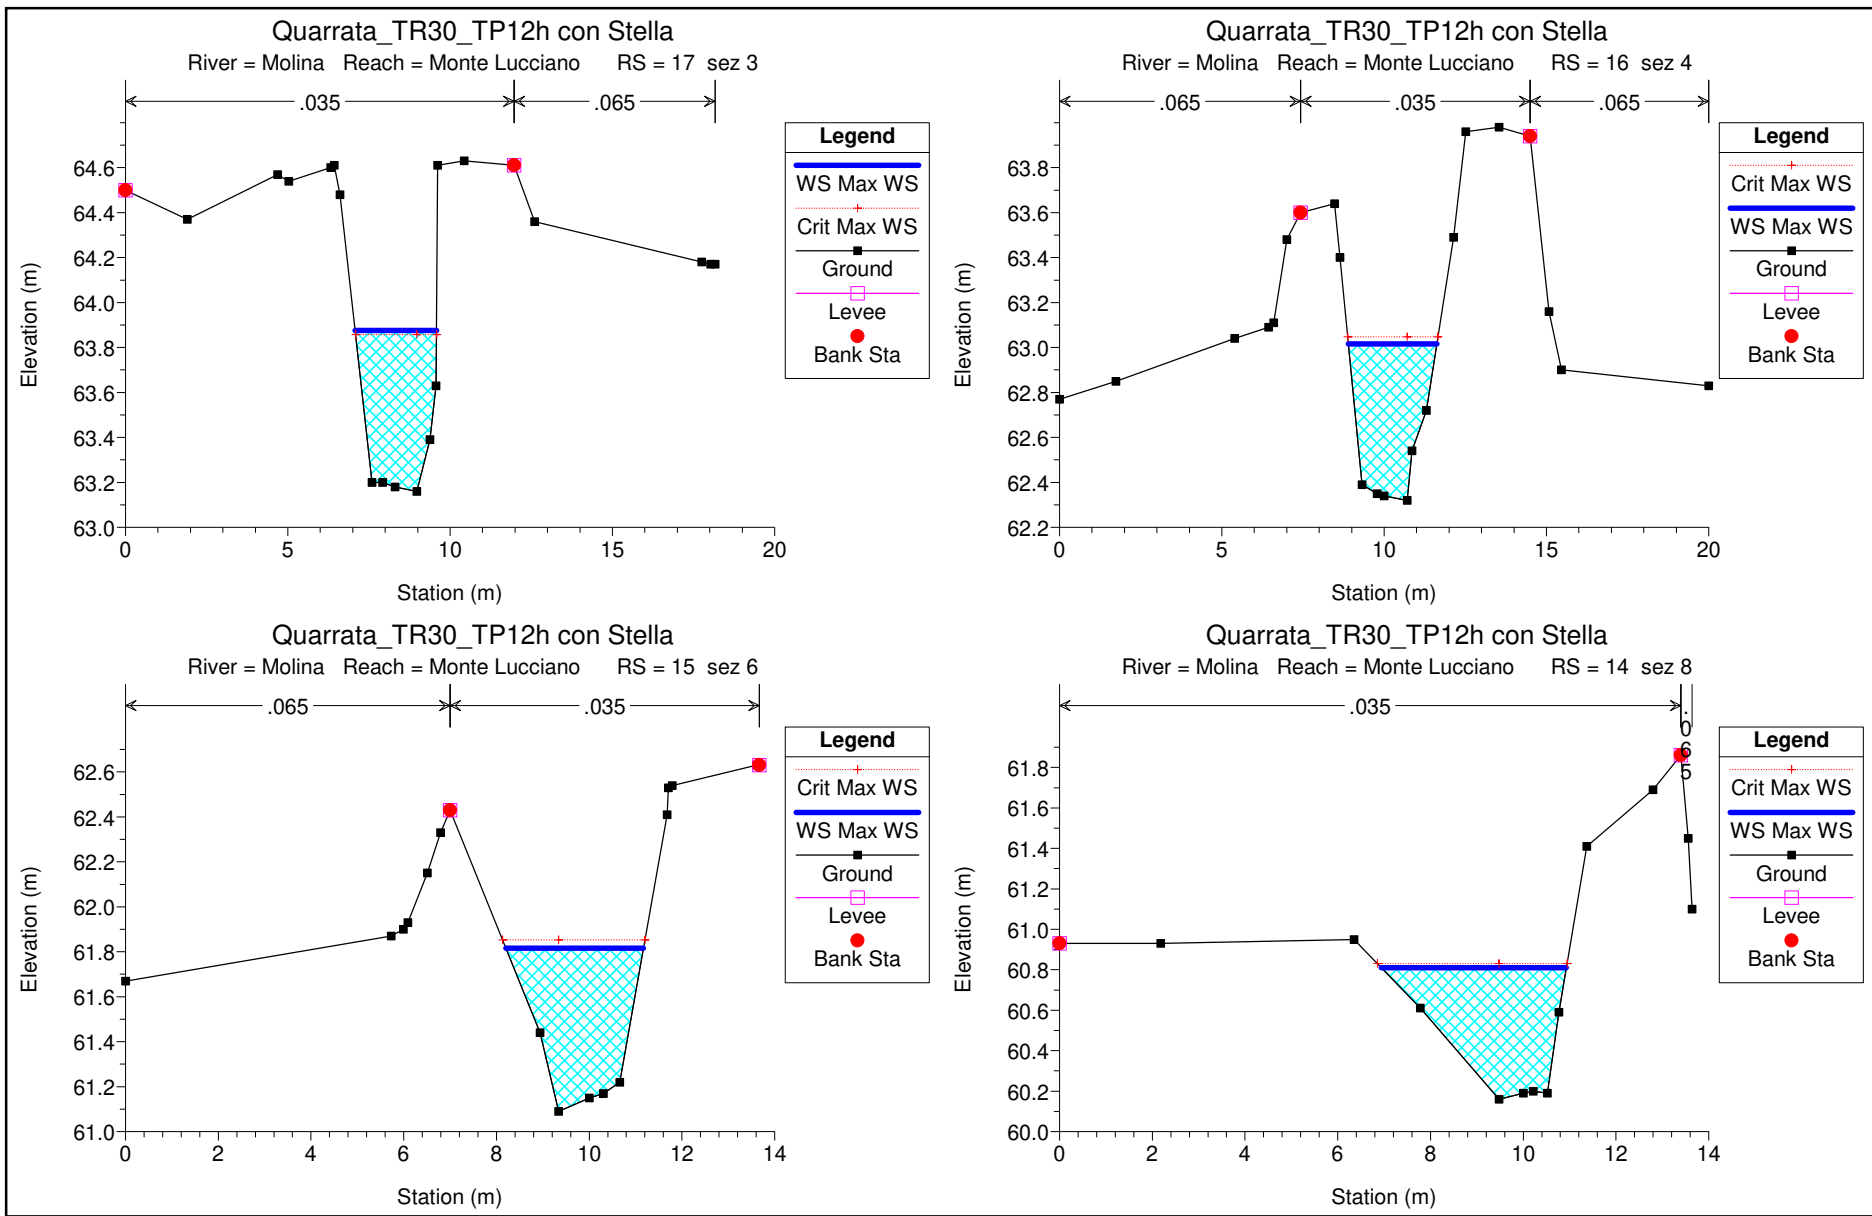 Quarrata_TR30_TP12h con Stella
River = Molina   Reach = Monte Lucciano   RS = 17  sez 3
.035
.065
Elevation (m)
64.6
64.4
64.2
64.0
63.8
63.6
63.4
63.2
63.0
0
5
10
15
20
Station (m)
Legend
WS Max WS
Crit Max WS
Ground
Levee
Bank Sta
Quarrata_TR30_TP12h con Stella
River = Molina   Reach = Monte Lucciano   RS = 16  sez 4
.065
.035
.065
Elevation (m)
63.8
63.6
63.4
63.2
63.0
62.8
62.6
62.4
62.2
0
5
10
15
20
Station (m)
Legend
Crit Max WS
WS Max WS
Ground
Levee
Bank Sta
Quarrata_TR30_TP12h con Stella
River = Molina   Reach = Monte Lucciano   RS = 15  sez 6
.065
.035
Elevation (m)
62.6
62.4
62.2
62.0
61.8
61.6
61.4
61.2
61.0
0
2
4
6
8
10
12
14
Station (m)
Legend
Crit Max WS
WS Max WS
Ground
Levee
Bank Sta
Quarrata_TR30_TP12h con Stella
River = Molina   Reach = Monte Lucciano   RS = 14  sez 8
.035
.065
Elevation (m)
61.8
61.6
61.4
61.2
61.0
60.8
60.6
60.4
60.2
60.0
0
2
4
6
8
10
12
14
Station (m)
Legend
Crit Max WS
WS Max WS
Ground
Levee
Bank Sta